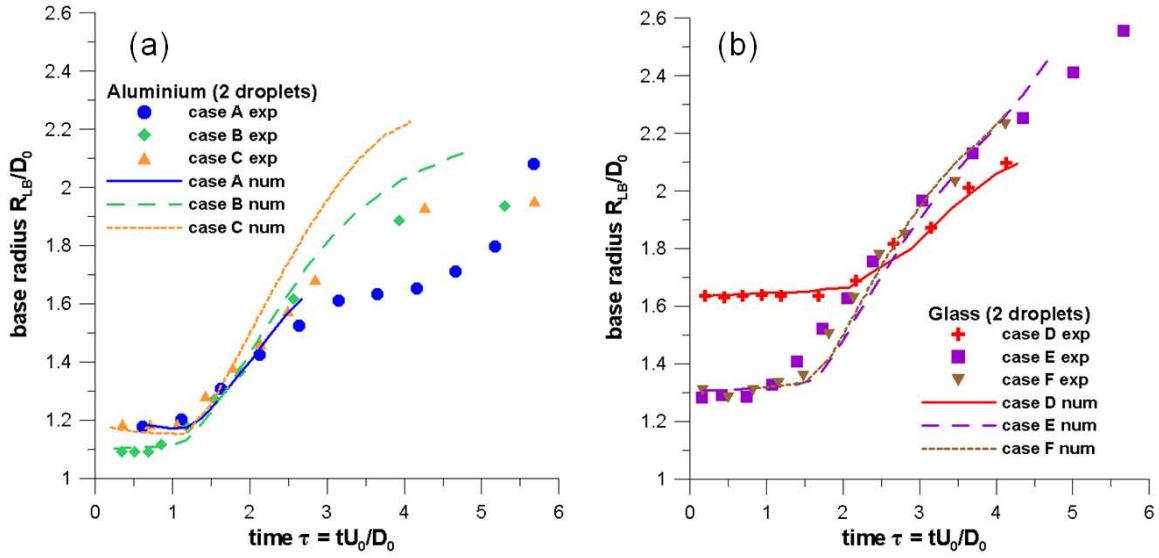 (a)
2.6
2.4
2.2
2
1.8
1.6
1.4
1.2
1
base radius R_LB/D_0
Aluminium (2 droplets)
case A exp
case B exp
case C exp
case A num
case B num
case C num
0 1 2 3 4 5 6
time τ = tU_0/D_0
(b)
2.6
2.4
2.2
2
1.8
1.6
1.4
1.2
1
base radius R_LB/D_0
Glass (2 droplets)
case D exp
case E exp
case F exp
case D num
case E num
case F num
0 1 2 3 4 5 6
time τ = tU_0/D_0